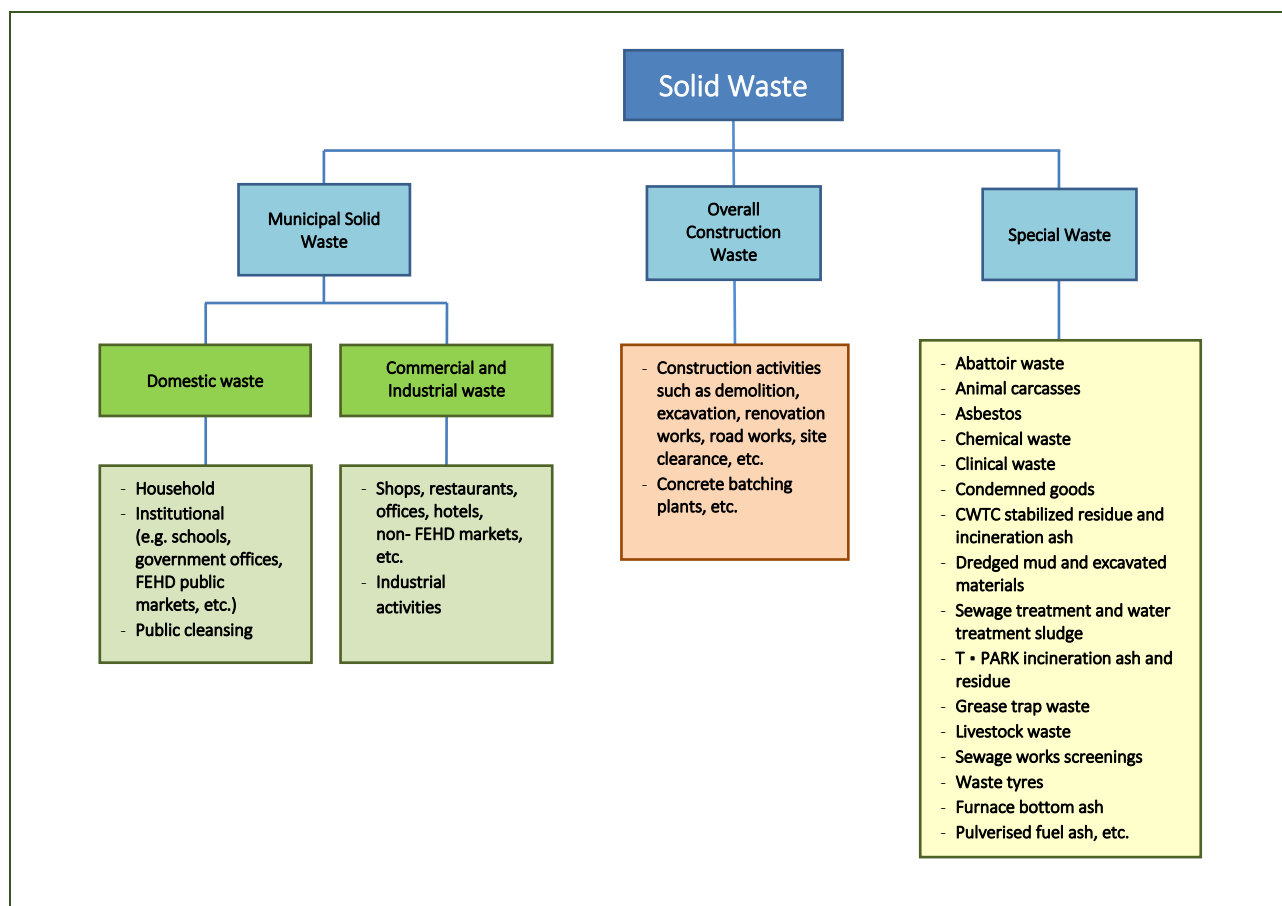 Solid Waste
Municipal Solid
Waste
Overall
Construction
Waste
Special Waste
Domestic waste
Commercial and
Industrial waste
- Household
- Institutional
(e.g. schools,
government offices,
FEHD public
markets, etc.)
- Public cleansing
- Shops, restaurants,
offices, hotels,
non- FEHD markets,
etc.
- Industrial
activities
- Construction activities
such as demolition,
excavation, renovation
works, road works, site
clearance, etc.
- Concrete batching
plants, etc.
- Abattoir waste
- Animal carcasses
- Asbestos
- Chemical waste
- Clinical waste
- Condemned goods
- CWTC stabilized residue and
incineration ash
- Dredged mud and excavated
materials
- Sewage treatment and water
treatment sludge
- T • PARK incineration ash and
residue
- Grease trap waste
- Livestock waste
- Sewage works screenings
- Waste tyres
- Furnace bottom ash
- Pulverised fuel ash, etc.